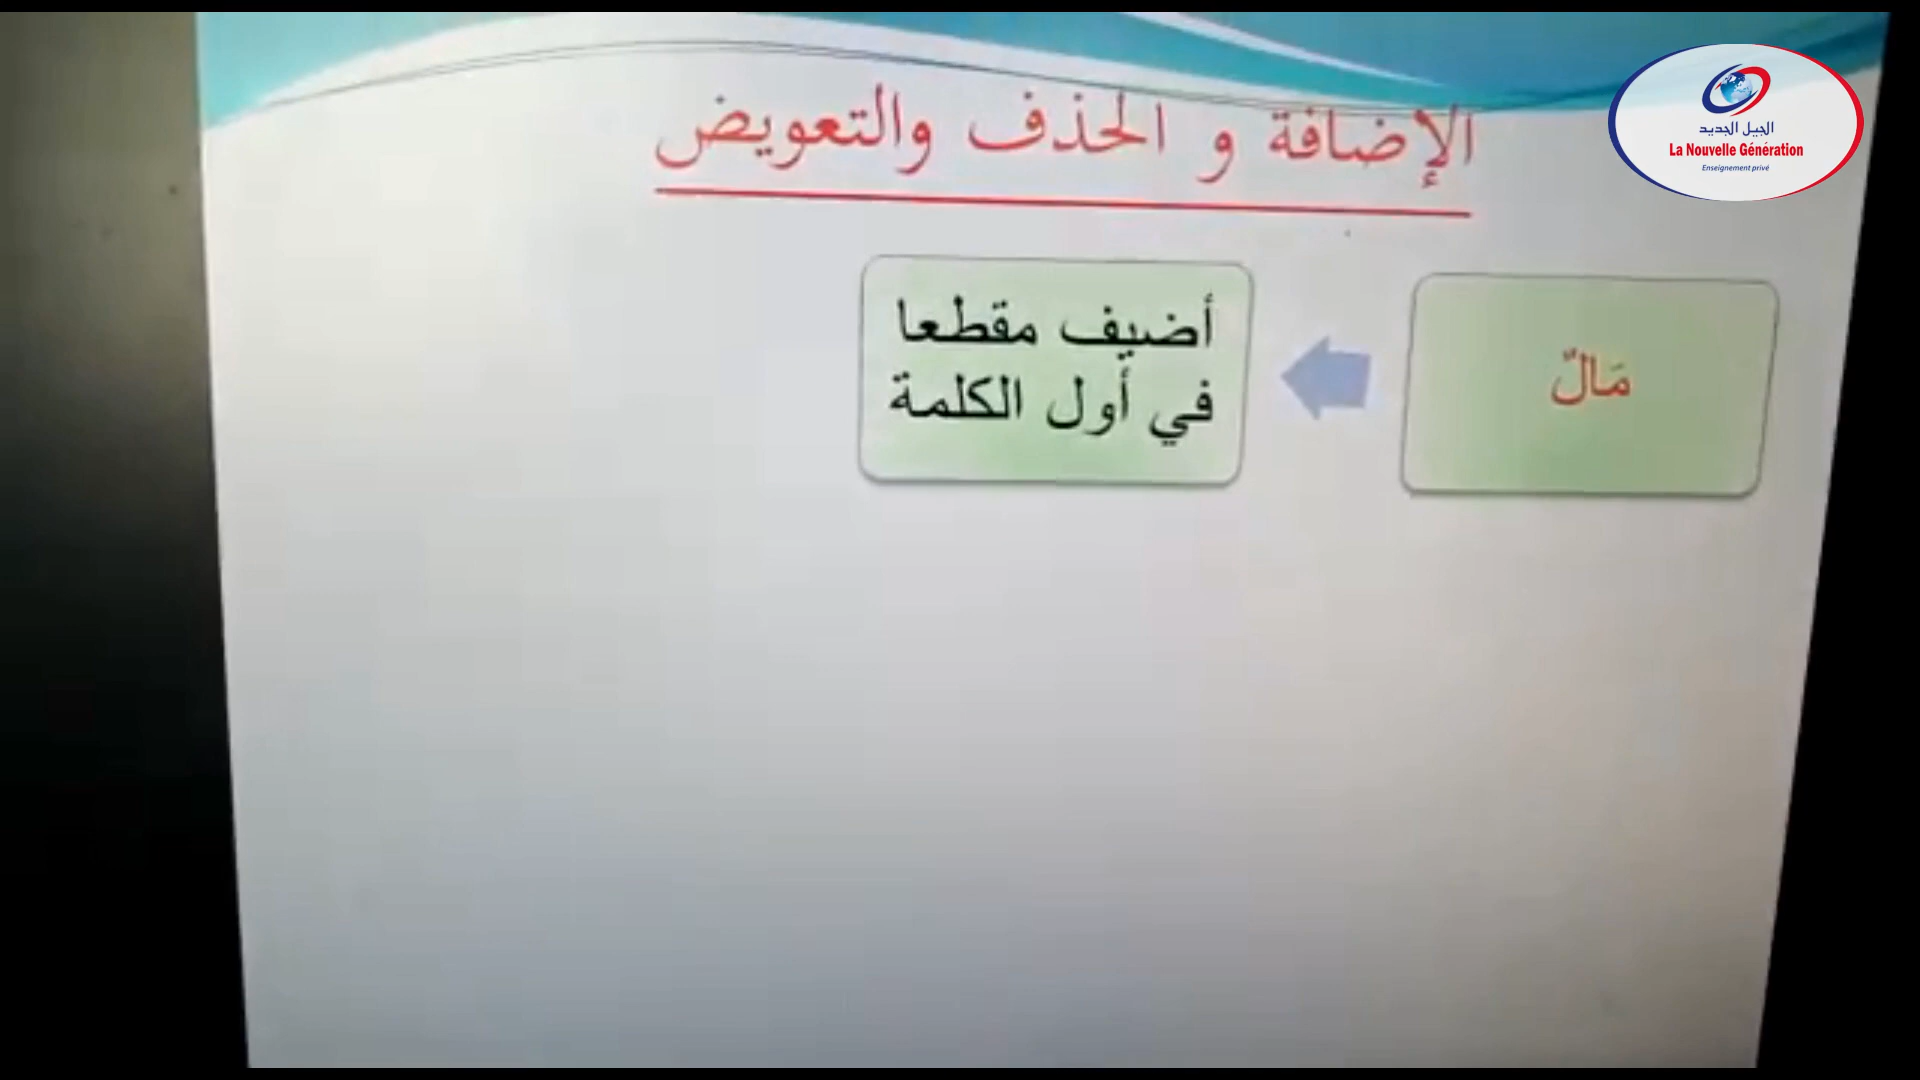 الإضافة و الحذف والتعويض
مَالّ
أضيف مقطعا
في أول الكلمة
الجيل الجديد
La Nouvelle Génération
Enseignement privé